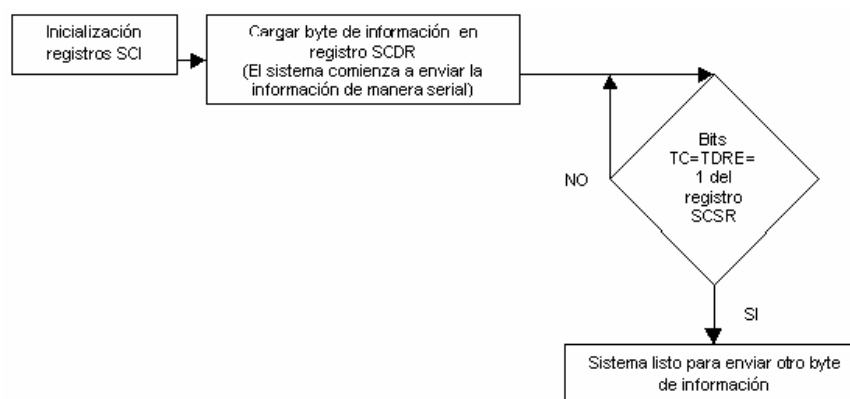 Inicialización
registros SCI
Cargar byte de información en
registro SCDR
(El sistema comienza a enviar la
información de manera serial)
Bits
TC=TDRE=
1 del
registro
SCSR
NO
SI
Sistema listo para enviar otro byte
de información